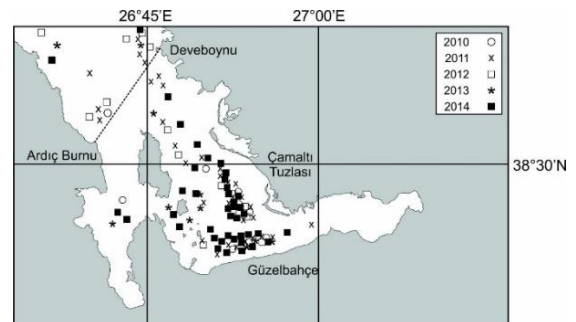 26°45'E
27°00'E
Deveboynu
2010
2011
2012
2013
2014
Ardıç Burnu
Çamaltı
Tuzlası
38°30'N
Güzelbahçe